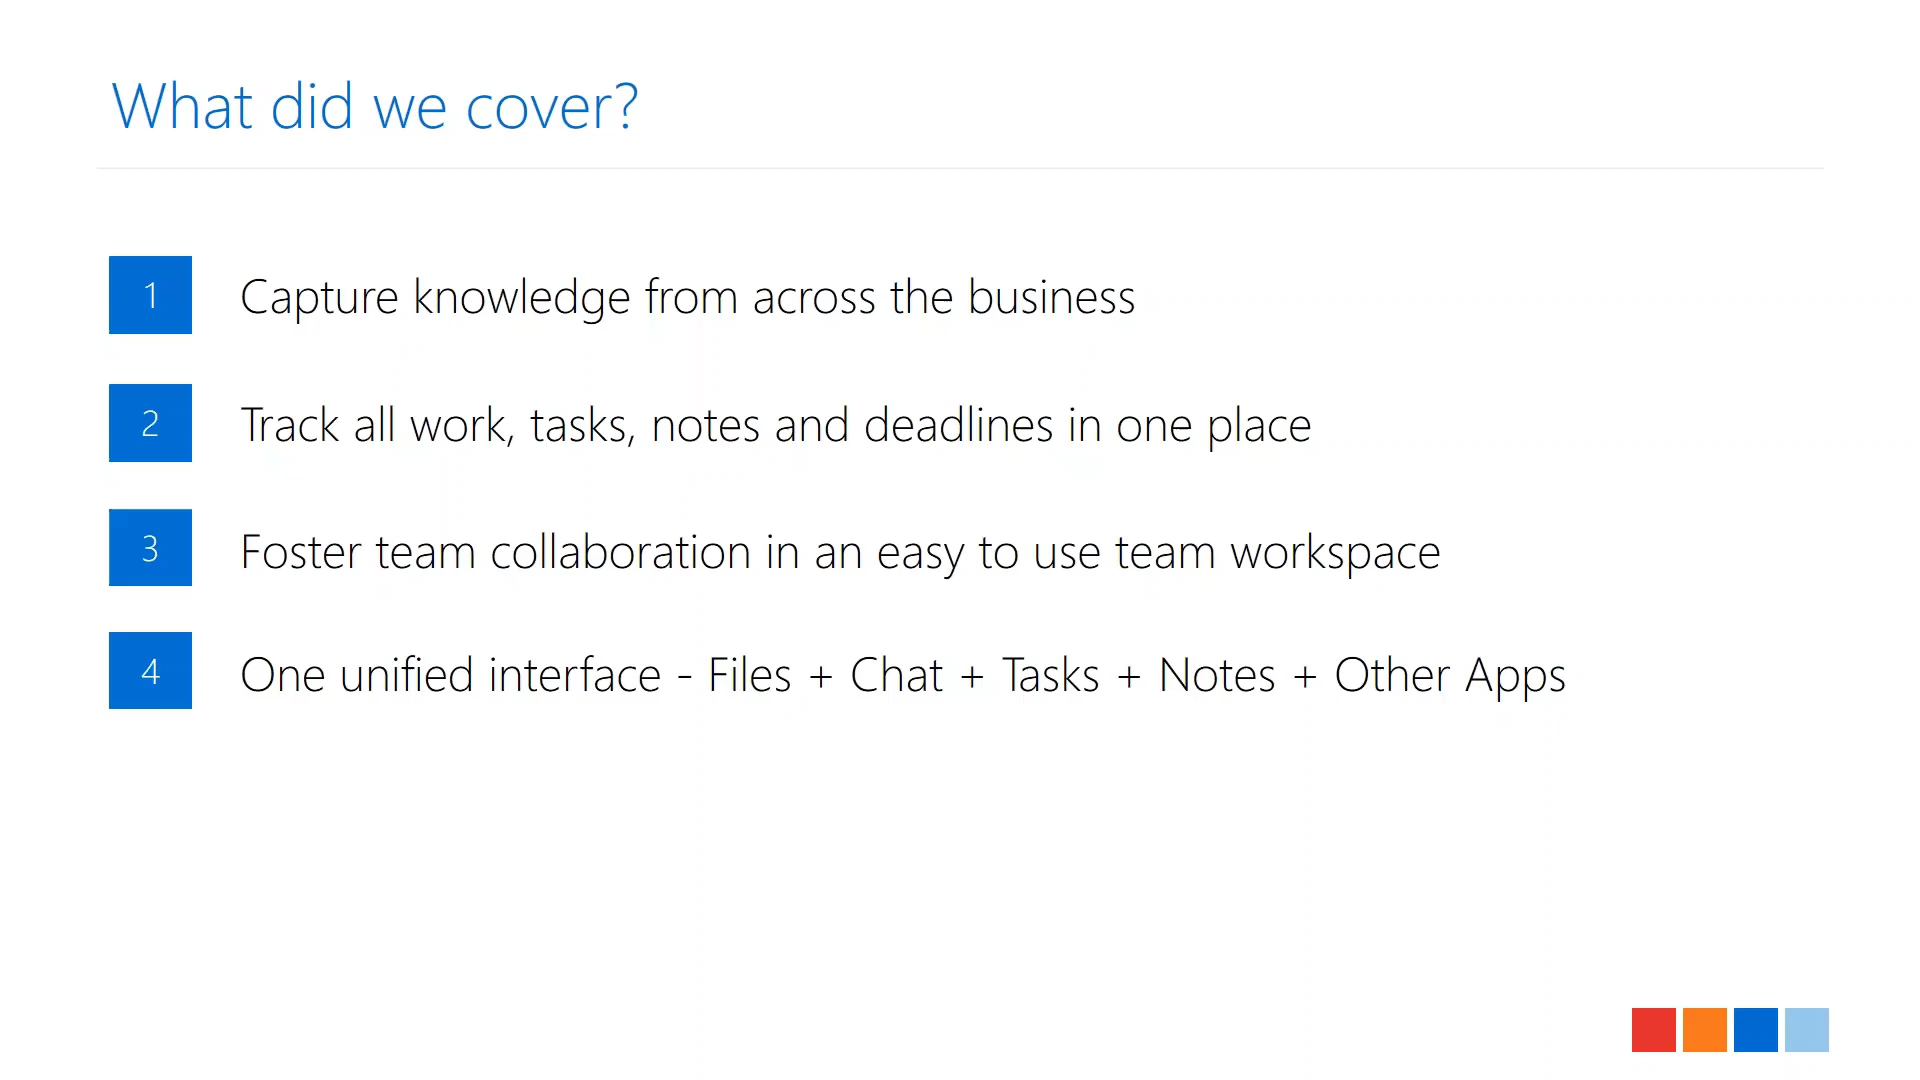 What did we cover?
1 Capture knowledge from across the business
2 Track all work, tasks, notes and deadlines in one place
3 Foster team collaboration in an easy to use team workspace
4 One unified interface - Files + Chat + Tasks + Notes + Other Apps